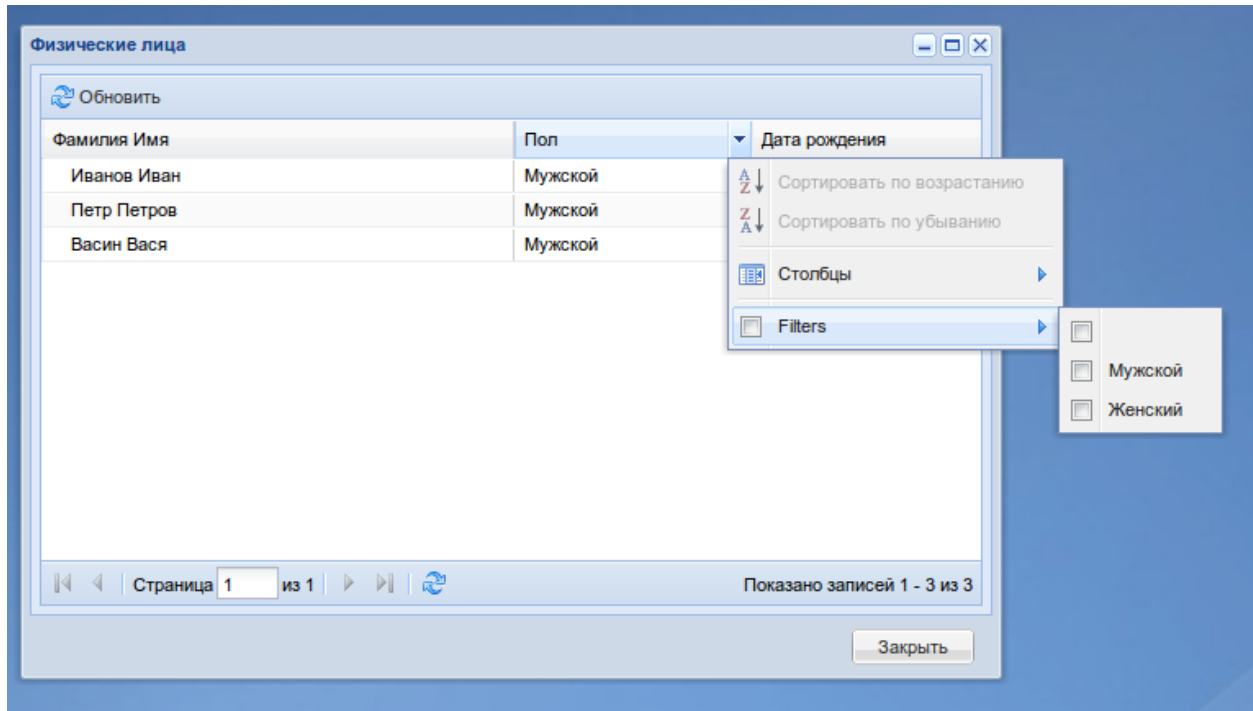 Физические лица
Обновить
Фамилия Имя Пол Дата рождения
Иванов Иван Мужской
Петр Петров Мужской
Васин Вася Мужской
Сортировать по возрастанию
Сортировать по убыванию
Столбцы
Filters
Мужской
Женский
Страница 1 из 1 Показано записей 1 - 3 из 3
Закрыть